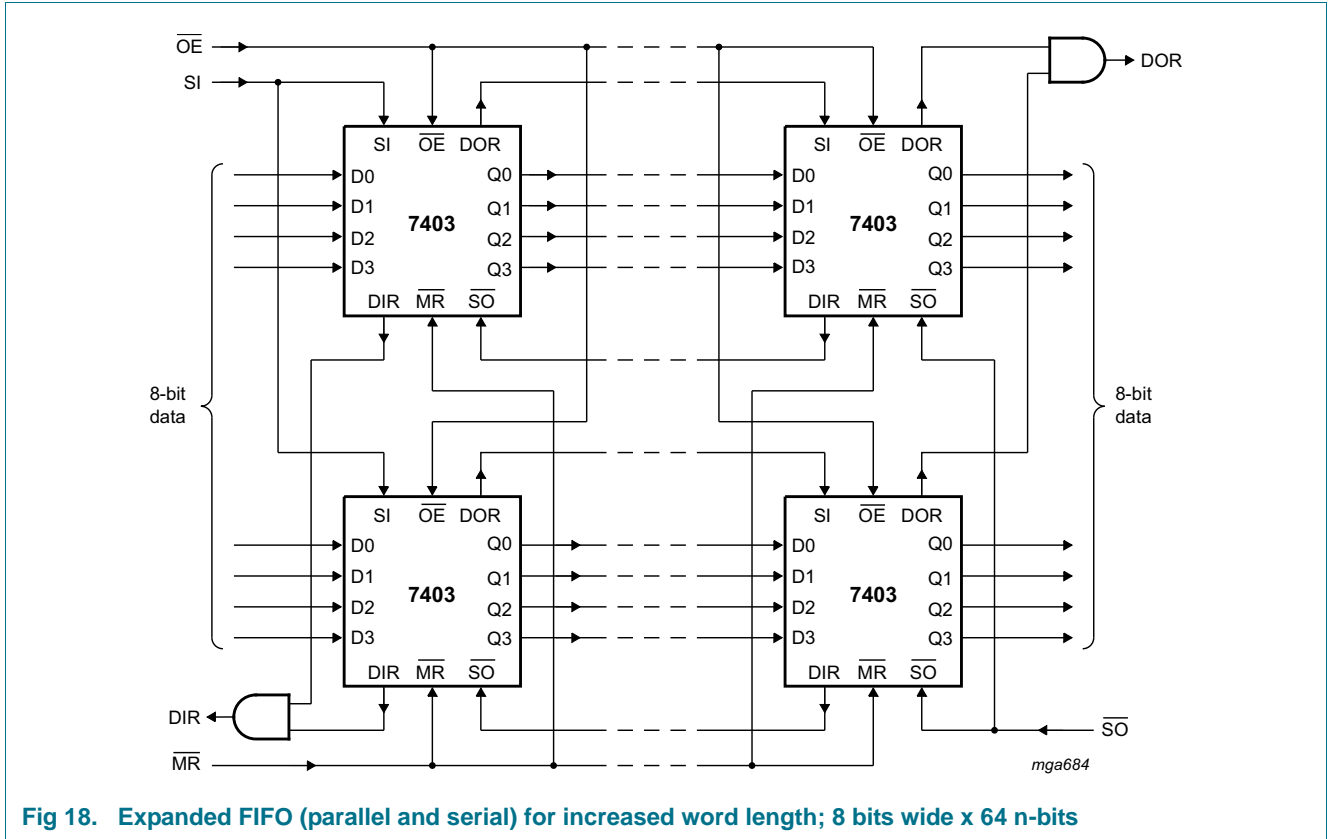 OE
DOR
SI
SI OE DOR
SI OE DOR
D0 Q0
D1 Q1
7403
D2 Q2
D3 Q3
DIR MR SO
D0 Q0
D1 Q1
7403
D2 Q2
D3 Q3
DIR MR SO
8-bit
data
8-bit
data
SI OE DOR
SI OE DOR
D0 Q0
D1 Q1
7403
D2 Q2
D3 Q3
DIR MR SO
D0 Q0
D1 Q1
7403
D2 Q2
D3 Q3
DIR MR SO
DIR
SO
MR
mga684
Fig 18. Expanded FIFO (parallel and serial) for increased word length; 8 bits wide x 64 n-bits